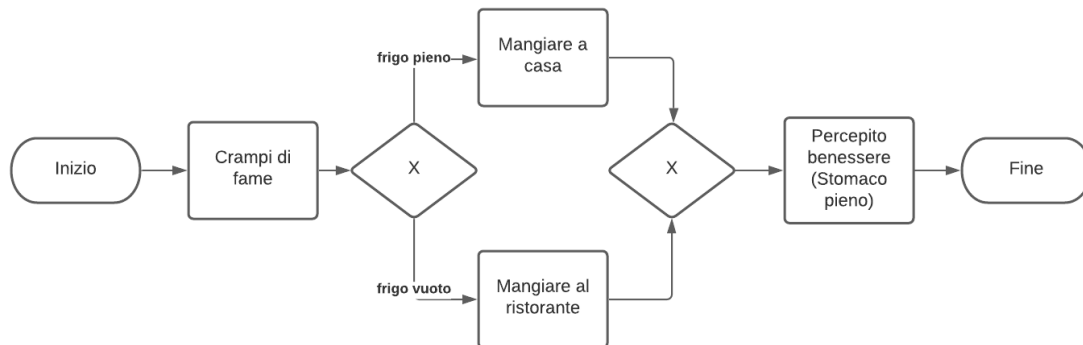 frigo pieno
Mangiare a
casa
Inizio
Crampi di
fame
X
X
Percepito
benessere
(Stomaco
pieno)
Fine
frigo vuoto
Mangiare al
ristorante